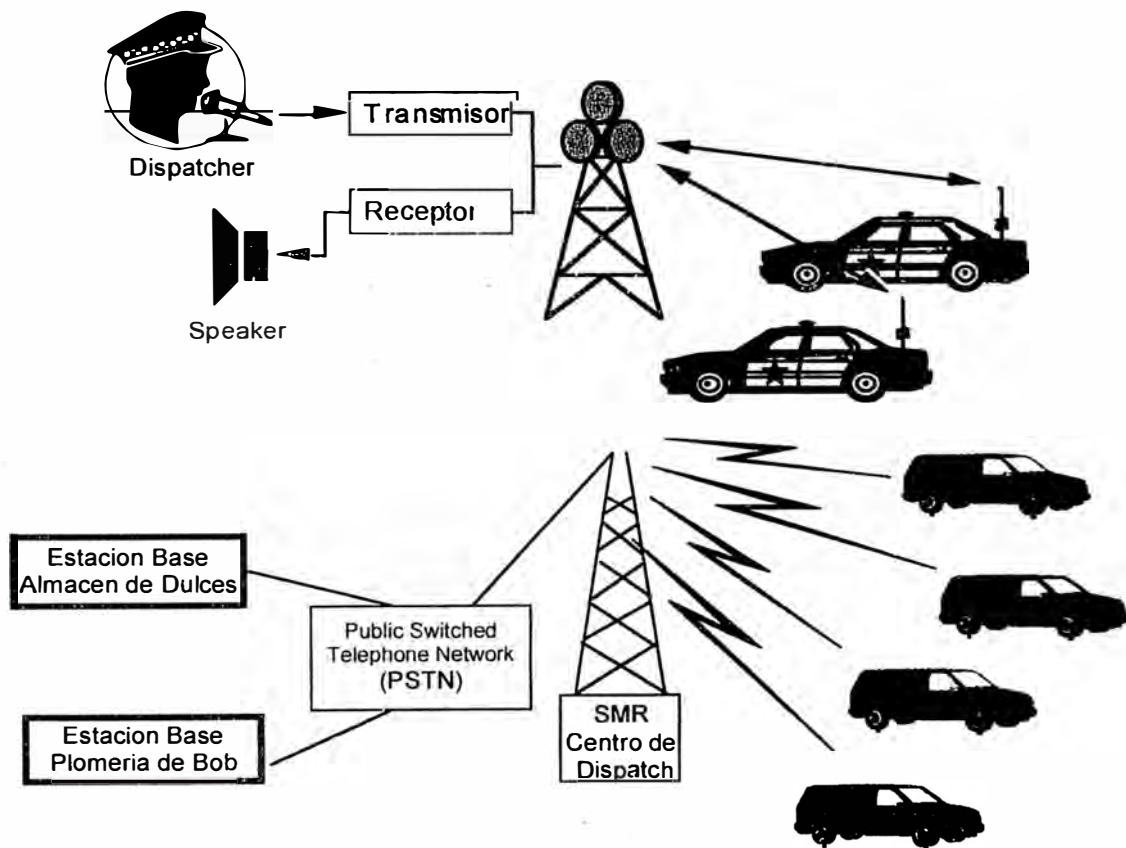 Transmisor
Dispatcher
Receptor
Speaker
Estacion Base
Almacen de Dulces
Public Switched
Telephone Network
(PSTN)
Estacion Base
Plomeria de Bob
SMR
Centro de
Dispatch